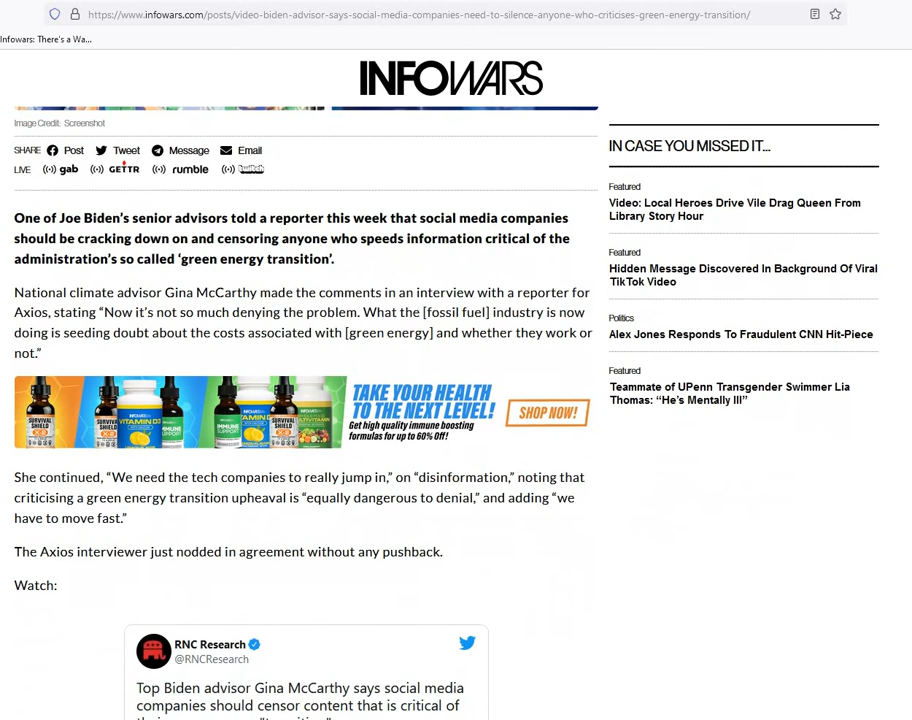 https://www.infowars.com/posts/video-biden-advisor-says-social-media-companies-need-to-silence-anyone-who-criticises-green-energy-transition/
Infowars: There's a Wa...
INFOWARS
Image Credit: Screenshot
SHARE Post Tweet Message Email
LIVE gab GETTR rumble twitch
One of Joe Biden's senior advisors told a reporter this week that social media companies
should be cracking down on and censoring anyone who speeds information critical of the
administration's so called 'green energy transition'.
National climate advisor Gina McCarthy made the comments in an interview with a reporter for
Axios, stating “Now it's not so much denying the problem. What the [fossil fuel] industry is now
doing is seeding doubt about the costs associated with [green energy] and whether they work or
not.”
SURVIVAL SHIELD X-2
VITAMIN D3
IMMUNE SUPPORT
SURVIVAL SHIELD X-2
IMMUNE
TAKE YOUR HEALTH
TO THE NEXT LEVEL!
Get high quality immune boosting
formulas for up to 60% Off!
SHOP NOW!
She continued, “We need the tech companies to really jump in,” on “disinformation,” noting that
criticising a green energy transition upheaval is “equally dangerous to denial,” and adding “we
have to move fast.”
The Axios interviewer just nodded in agreement without any pushback.
Watch:
RNC Research
@RNCResearch
Top Biden advisor Gina McCarthy says social media
companies should censor content that is critical of
IN CASE YOU MISSED IT...
Featured
Video: Local Heroes Drive Vile Drag Queen From
Library Story Hour
Featured
Hidden Message Discovered In Background Of Viral
TikTok Video
Politics
Alex Jones Responds To Fraudulent CNN Hit-Piece
Featured
Teammate of UPenn Transgender Swimmer Lia
Thomas: “He's Mentally Ill”